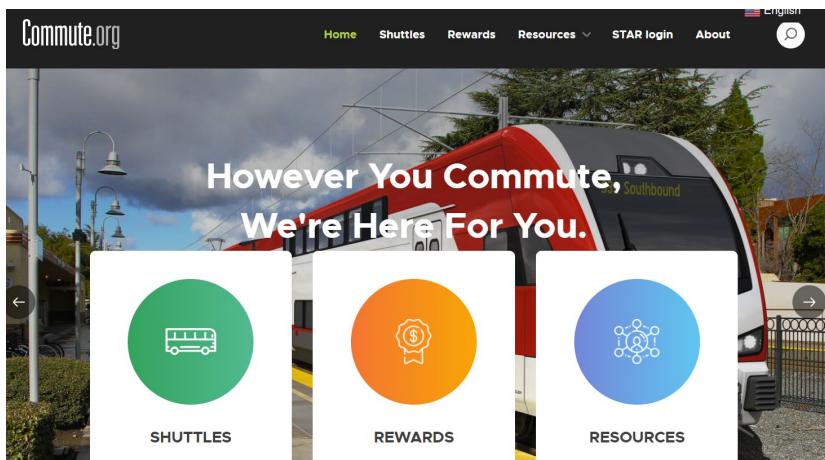 English
Commute.org
Home Shuttles Rewards Resources STAR login About
However You Commute,
We're Here For You.
Southbound
$
SHUTTLES REWARDS RESOURCES